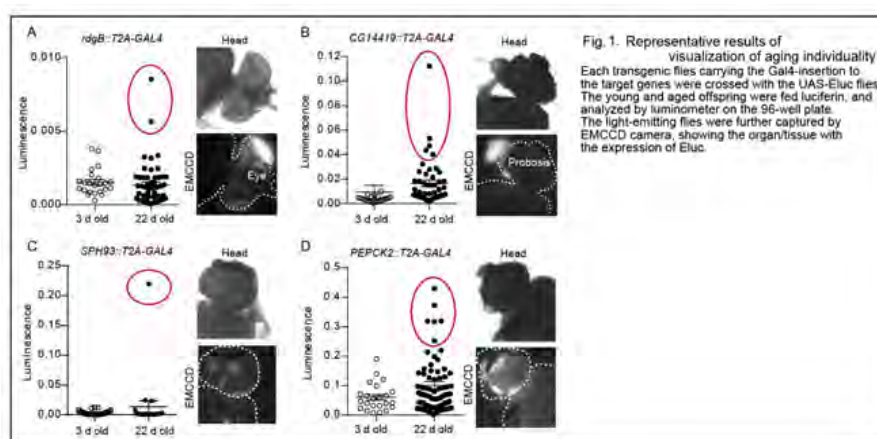 A rdgB::T2A-GAL4
Head
0.010
0.005
0.000
Luminescence
3 d old 22 d old
EMCCD
Eye
B CG14419::T2A-GAL4
Head
0.12
0.10
0.08
0.06
0.04
0.02
0.00
Luminescence
3 d old 22 d old
EMCCD
Probosis
Fig. 1. Representative results of
visualization of aging individuality
Each transgenic flies carrying the Gal4-insertion to
the target genes were crossed with the UAS-Eluc flies.
The young and aged offspring were fed luciferin, and
analyzed by luminometer on the 96-well plate.
The light-emitting flies were further captured by
EMCCD camera, showing the organ/tissue with
the expression of Eluc.
C SPH93::T2A-GAL4
Head
0.25
0.20
0.15
0.10
0.05
0.00
Luminescence
3 d old 22 d old
EMCCD
D PEPCK2::T2A-GAL4
Head
0.5
0.4
0.3
0.2
0.1
0.0
Luminescence
3 d old 22 d old
EMCCD